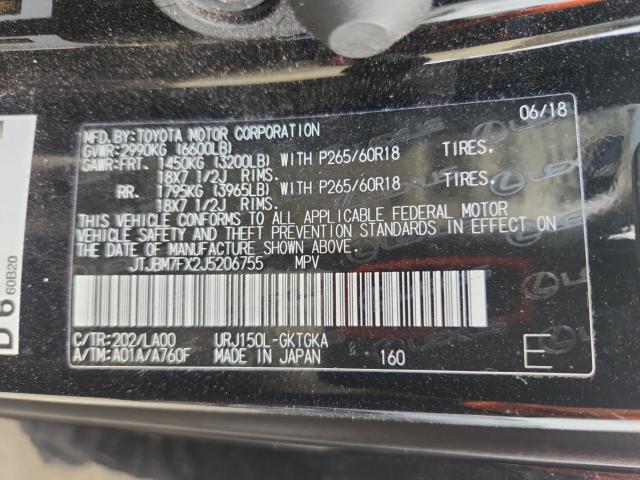 06/18
MFD. BY: TOYOTA MOTOR CORPORATION
GVWR: 2990KG (6600LB)
GAWR: FRT. 1450KG (3200LB) WITH P265/60R18 TIRES.
18X7 1/2J RIMS.
RR. 1795KG (3965LB) WITH P265/60R18 TIRES.
18X7 1/2J RIMS.
THIS VEHICLE CONFORMS TO ALL APPLICABLE FEDERAL MOTOR
VEHICLE SAFETY AND THEFT PREVENTION STANDARDS IN EFFECT ON
THE DATE OF MANUFACTURE SHOWN ABOVE.
JTJBM7FX2J5206755 MPV
C/TR: 202/LA00 URJ150L-GKTGKA
A/TM: A01A/A760F MADE IN JAPAN 160 E
LEXUS
D 6
60B20